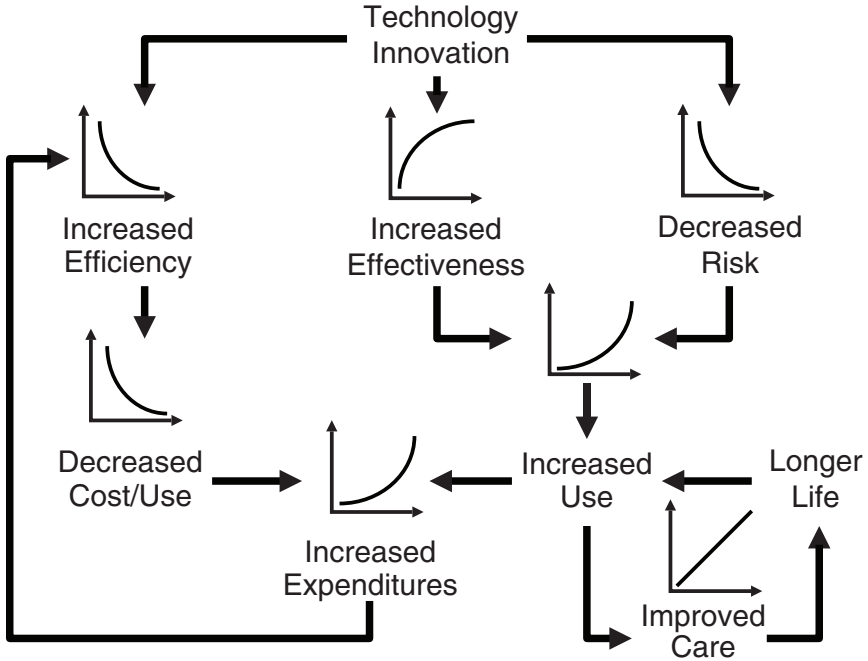 Technology
Innovation
Increased
Efficiency
Increased
Effectiveness
Decreased
Risk
Decreased
Cost/Use
Increased
Expenditures
Increased
Use
Longer
Life
Improved
Care